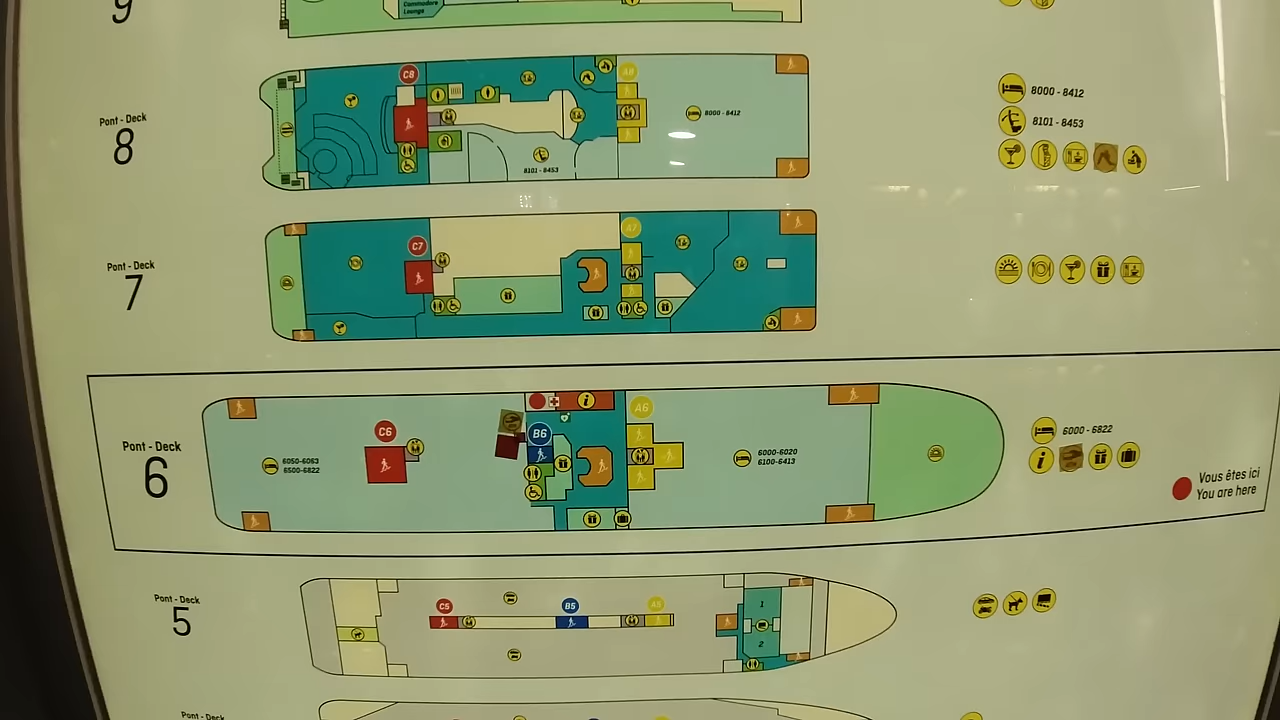 9
Commodore
Lounge
Pont - Deck
8
C8
A8
8000 - 8412
8101 - 8453
8000 - 8412
8101 - 8453
Pont - Deck
7
C7
A7
Pont - Deck
6
C6
6050-6063
6500-6822
B6
i
A6
6000-6020
6100-6413
6000 - 6822
i
Vous êtes ici
You are here
Pont - Deck
5
C5
B5
A5
1
2
Pont - Deck